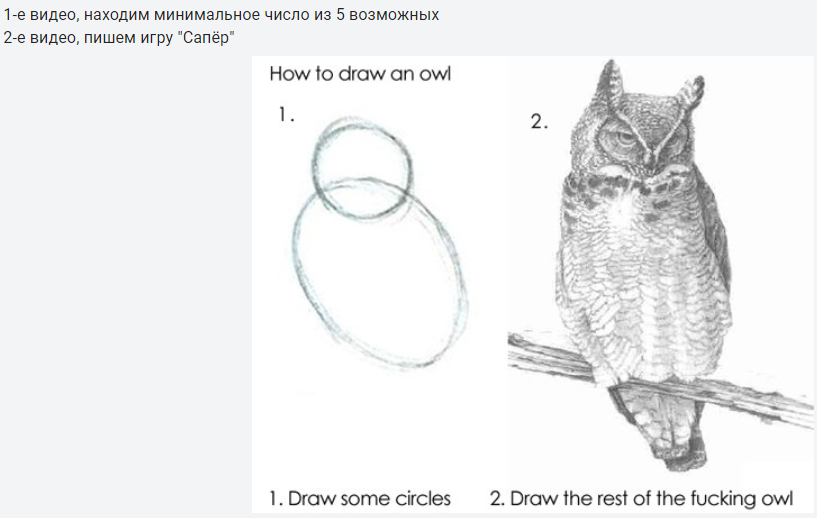 1-е видео, находим минимальное число из 5 возможных
2-е видео, пишем игру "Сапёр"
How to draw an owl
1.
2.
1. Draw some circles
2. Draw the rest of the fucking owl